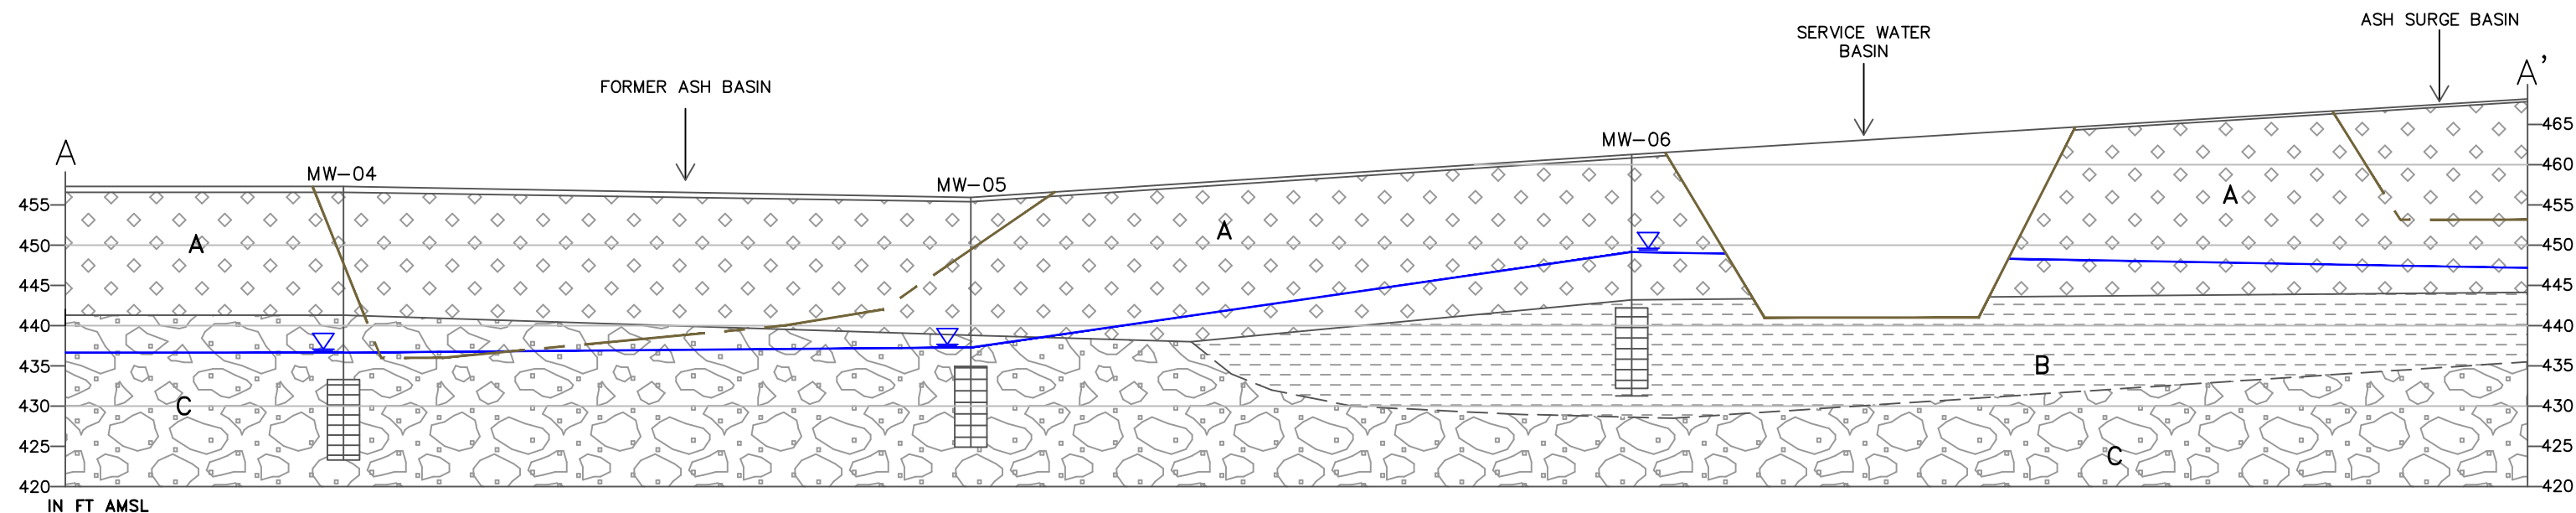 ASH SURGE BASIN
SERVICE WATER
BASIN
FORMER ASH BASIN
A
A'
MW-04
MW-05
MW-06
A
A
A
B
C
C
455
450
445
440
435
430
425
420
465
460
455
450
445
440
435
430
425
420
IN FT AMSL